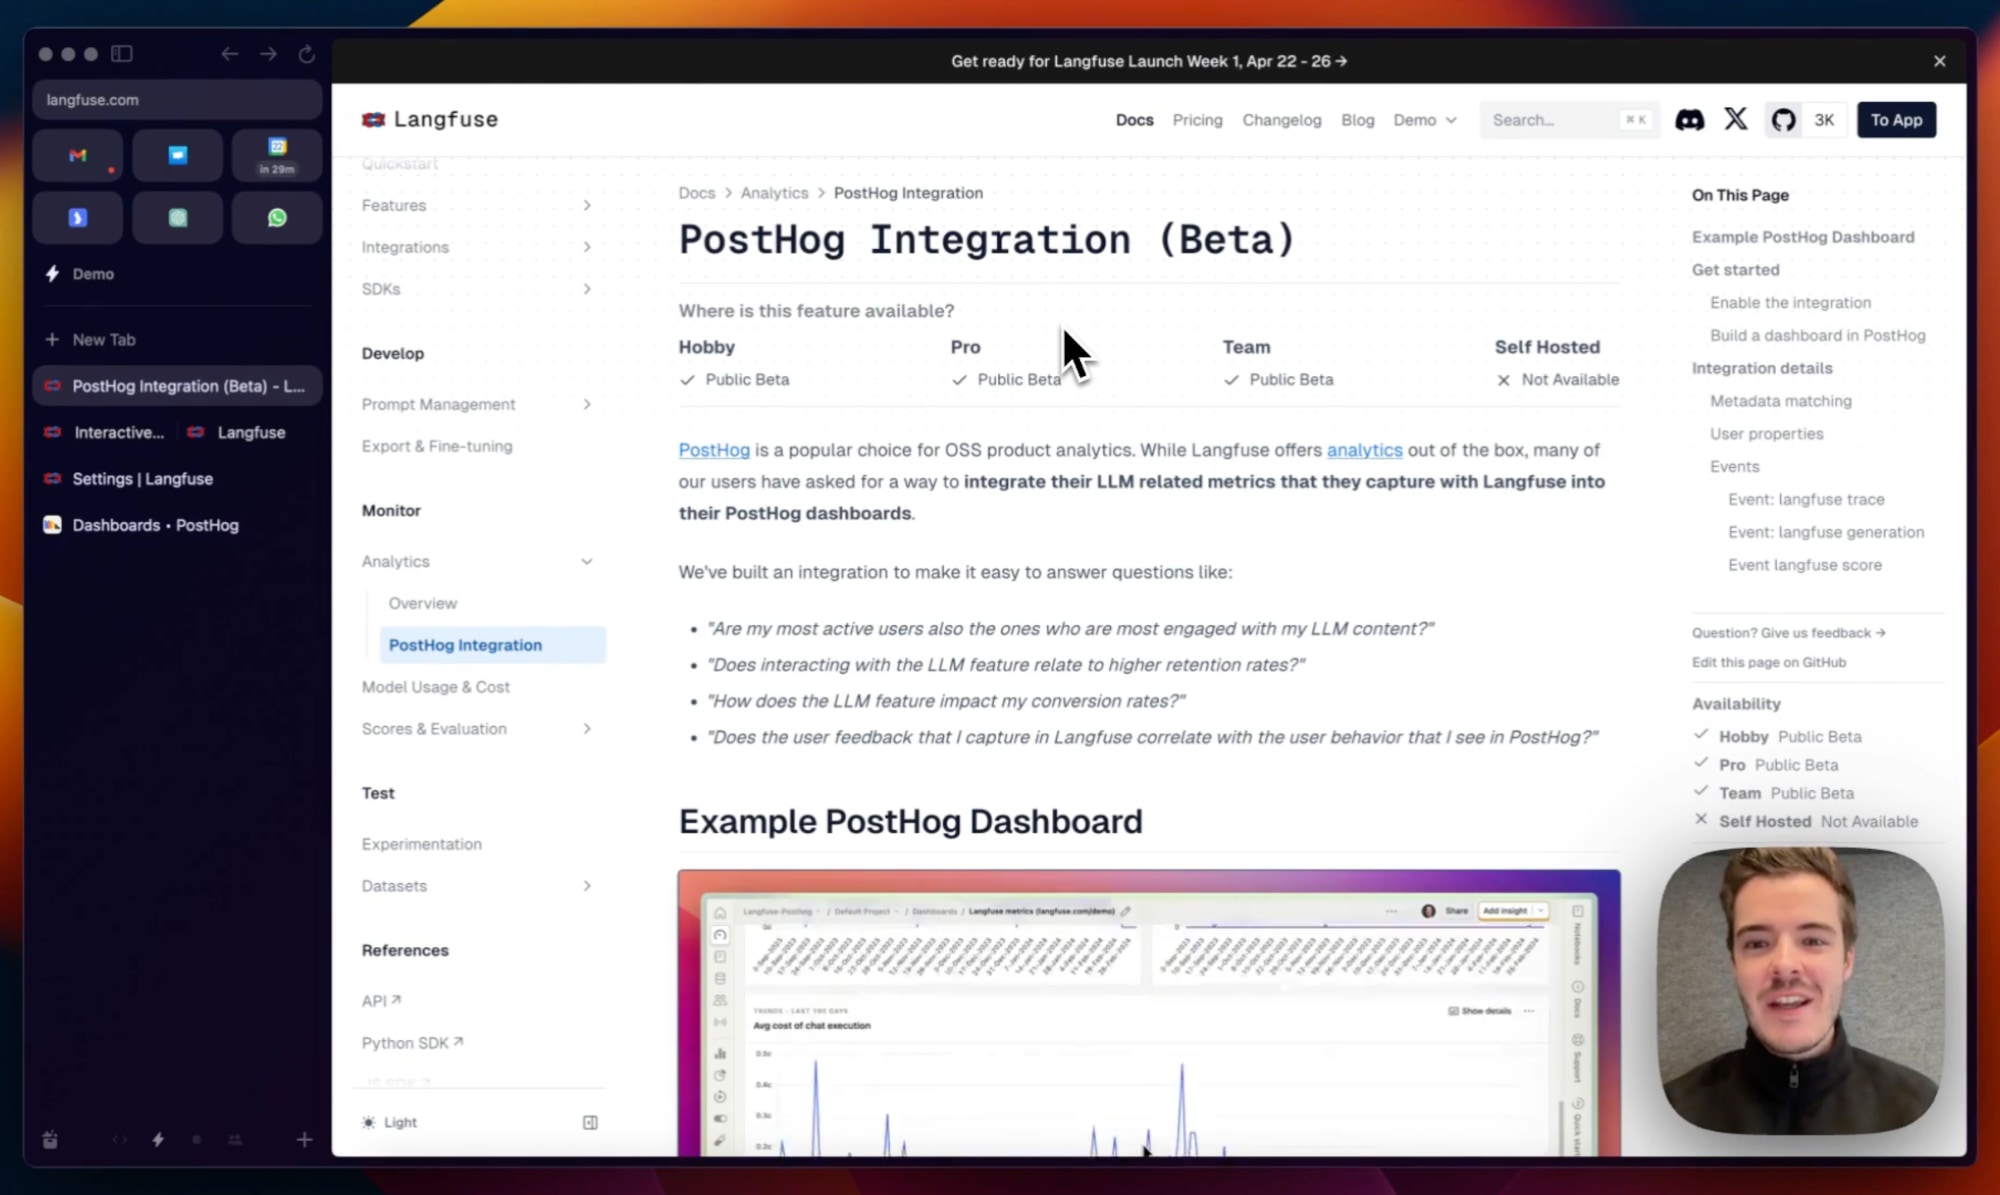 Get ready for Langfuse Launch Week 1, Apr 22 - 26 →
langfuse.com
22
in 29m
Demo
New Tab
PostHog Integration (Beta) - L...
Interactive...
Langfuse
Settings | Langfuse
Dashboards • PostHog
Langfuse
Docs
Pricing
Changelog
Blog
Demo
Search...
⌘ K
3K
To App
Quickstart
Features
Integrations
SDKs
Develop
Prompt Management
Export & Fine-tuning
Monitor
Analytics
Overview
PostHog Integration
Model Usage & Cost
Scores & Evaluation
Test
Experimentation
Datasets
References
API ↗
Python SDK ↗
JS SDK ↗
Light
Docs > Analytics > PostHog Integration
PostHog Integration (Beta)
Where is this feature available?
Hobby
Public Beta
Pro
Public Beta
Team
Public Beta
Self Hosted
Not Available
PostHog is a popular choice for OSS product analytics. While Langfuse offers analytics out of the box, many of
our users have asked for a way to integrate their LLM related metrics that they capture with Langfuse into
their PostHog dashboards.
We've built an integration to make it easy to answer questions like:
• "Are my most active users also the ones who are most engaged with my LLM content?"
• "Does interacting with the LLM feature relate to higher retention rates?"
• "How does the LLM feature impact my conversion rates?"
• "Does the user feedback that I capture in Langfuse correlate with the user behavior that I see in PostHog?"
Example PostHog Dashboard
Langfuse-PostHog / Default Project / Dashboards / Langfuse metrics (langfuse.com/demo)
Share
Add insight
Notebooks
Docs
Support
Quick start
Show details
Avg cost of chat execution
On This Page
Example PostHog Dashboard
Get started
Enable the integration
Build a dashboard in PostHog
Integration details
Metadata matching
User properties
Events
Event: langfuse trace
Event: langfuse generation
Event langfuse score
Question? Give us feedback →
Edit this page on GitHub
Availability
Hobby Public Beta
Pro Public Beta
Team Public Beta
Self Hosted Not Available